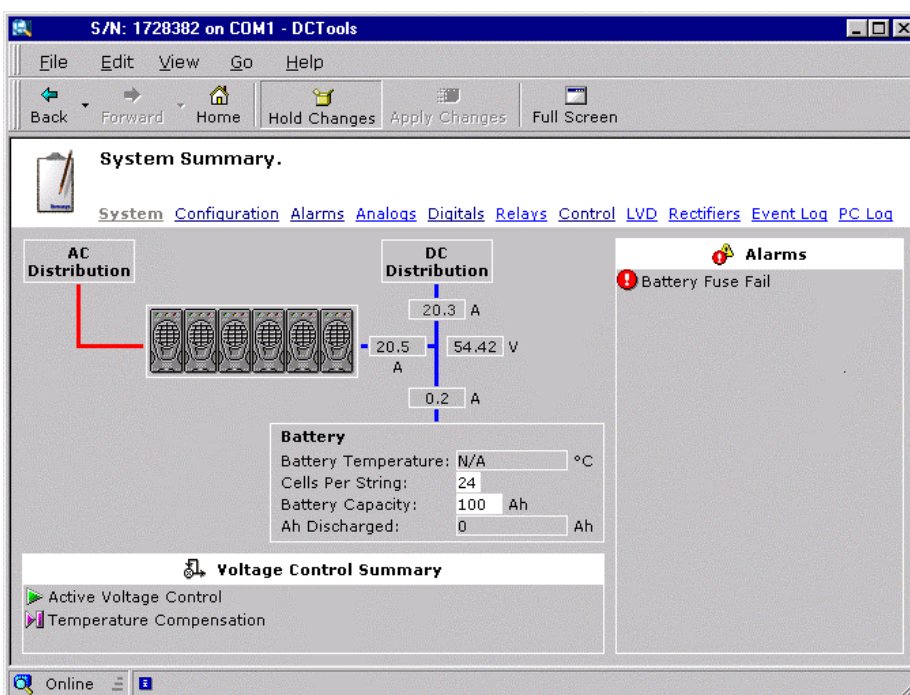 S/N: 1728382 on COM1 - DCTools
File Edit View Go Help
Back Forward Home Hold Changes Apply Changes Full Screen
System Summary.
System Configuration Alarms Analogs Digitals Relays Control LVD Rectifiers Event Log PC Log
AC
Distribution
DC
Distribution
20.3 A
20.5
A
54.42 V
0.2 A
Battery
Battery Temperature: N/A °C
Cells Per String: 24
Battery Capacity: 100 Ah
Ah Discharged: 0 Ah
Voltage Control Summary
Active Voltage Control
Temperature Compensation
Alarms
Battery Fuse Fail
Online